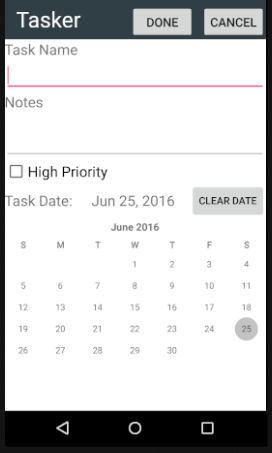 Tasker DONE CANCEL
Task Name
Notes
High Priority
Task Date: Jun 25, 2016 CLEAR DATE
June 2016
S M T W T F S
1 2 3 4
5 6 7 8 9 10 11
12 13 14 15 16 17 18
19 20 21 22 23 24 25
26 27 28 29 30